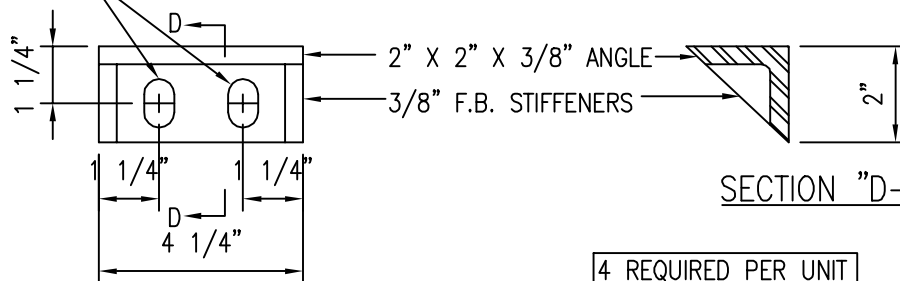 D
2" X 2" X 3/8" ANGLE
3/8" F.B. STIFFENERS
1 1/4"
2"
1 1/4"
1 1/4"
D
4 1/4"
SECTION "D-
4 REQUIRED PER UNIT